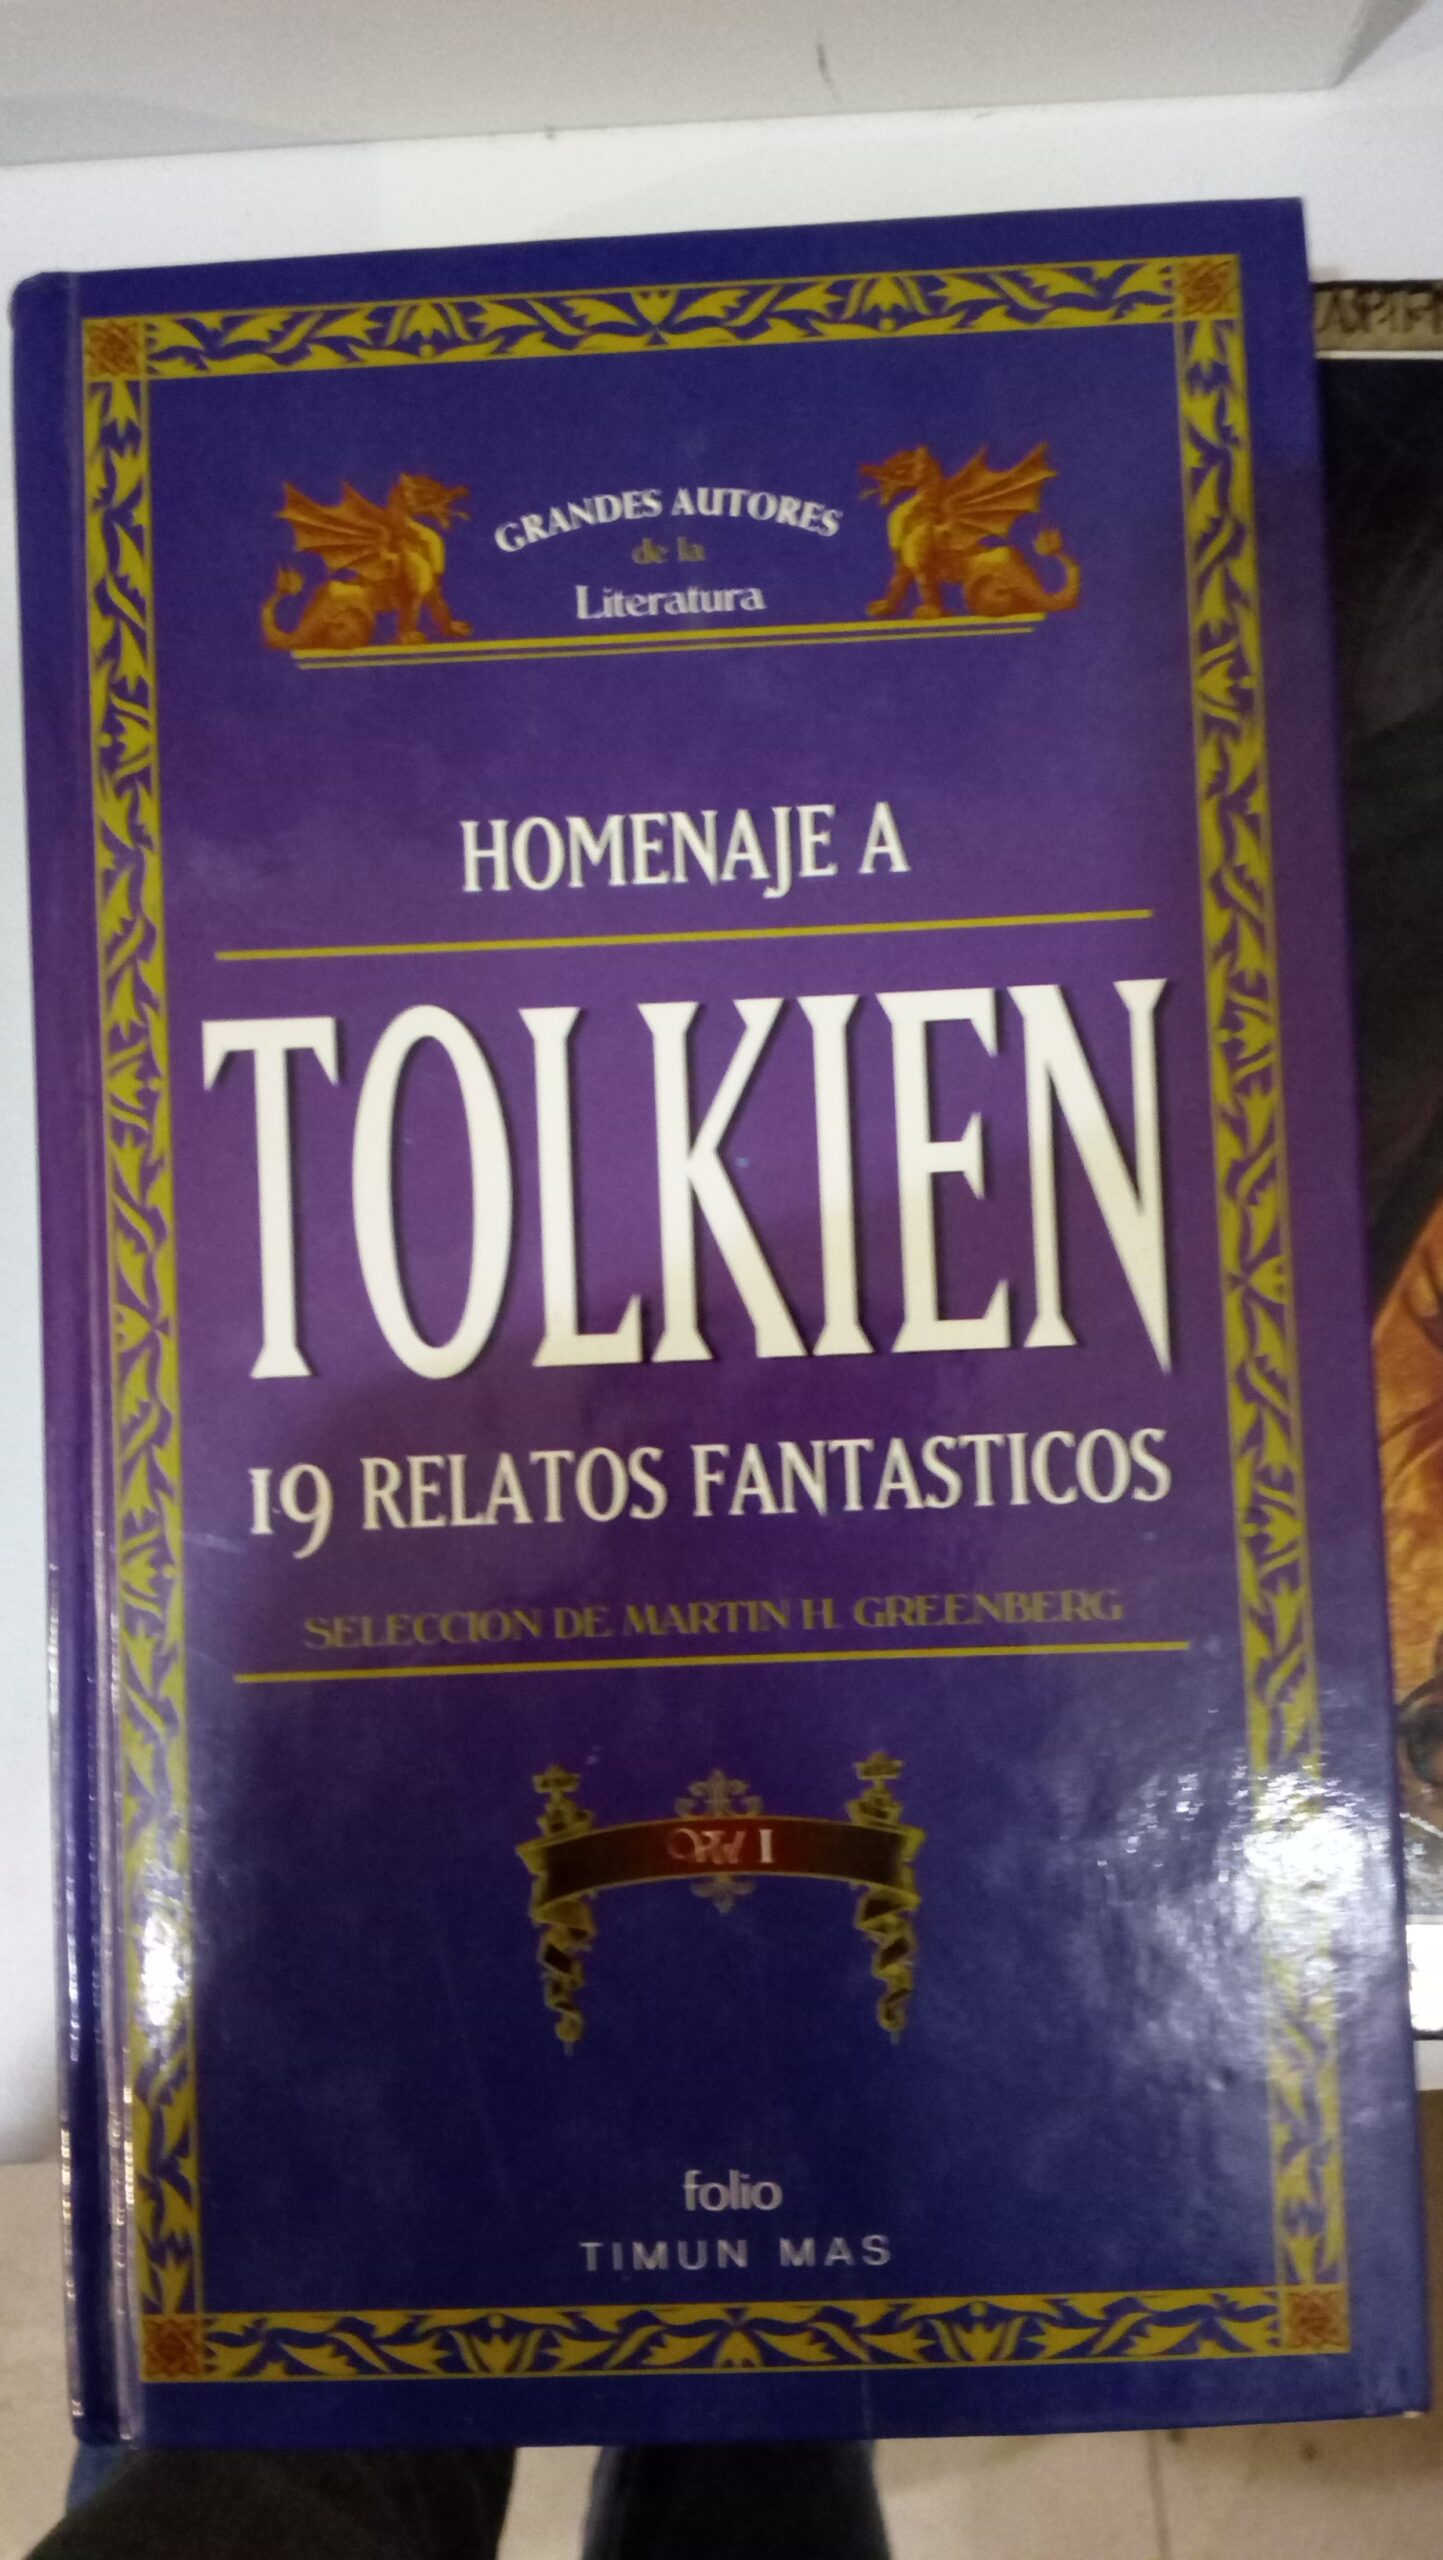 GRANDES AUTORES
de la
Literatura
HOMENAJE A
TOLKIEN
19 RELATOS FANTASTICOS
SELECCION DE MARTIN H. GREENBERG
I
folio
TIMUN MAS